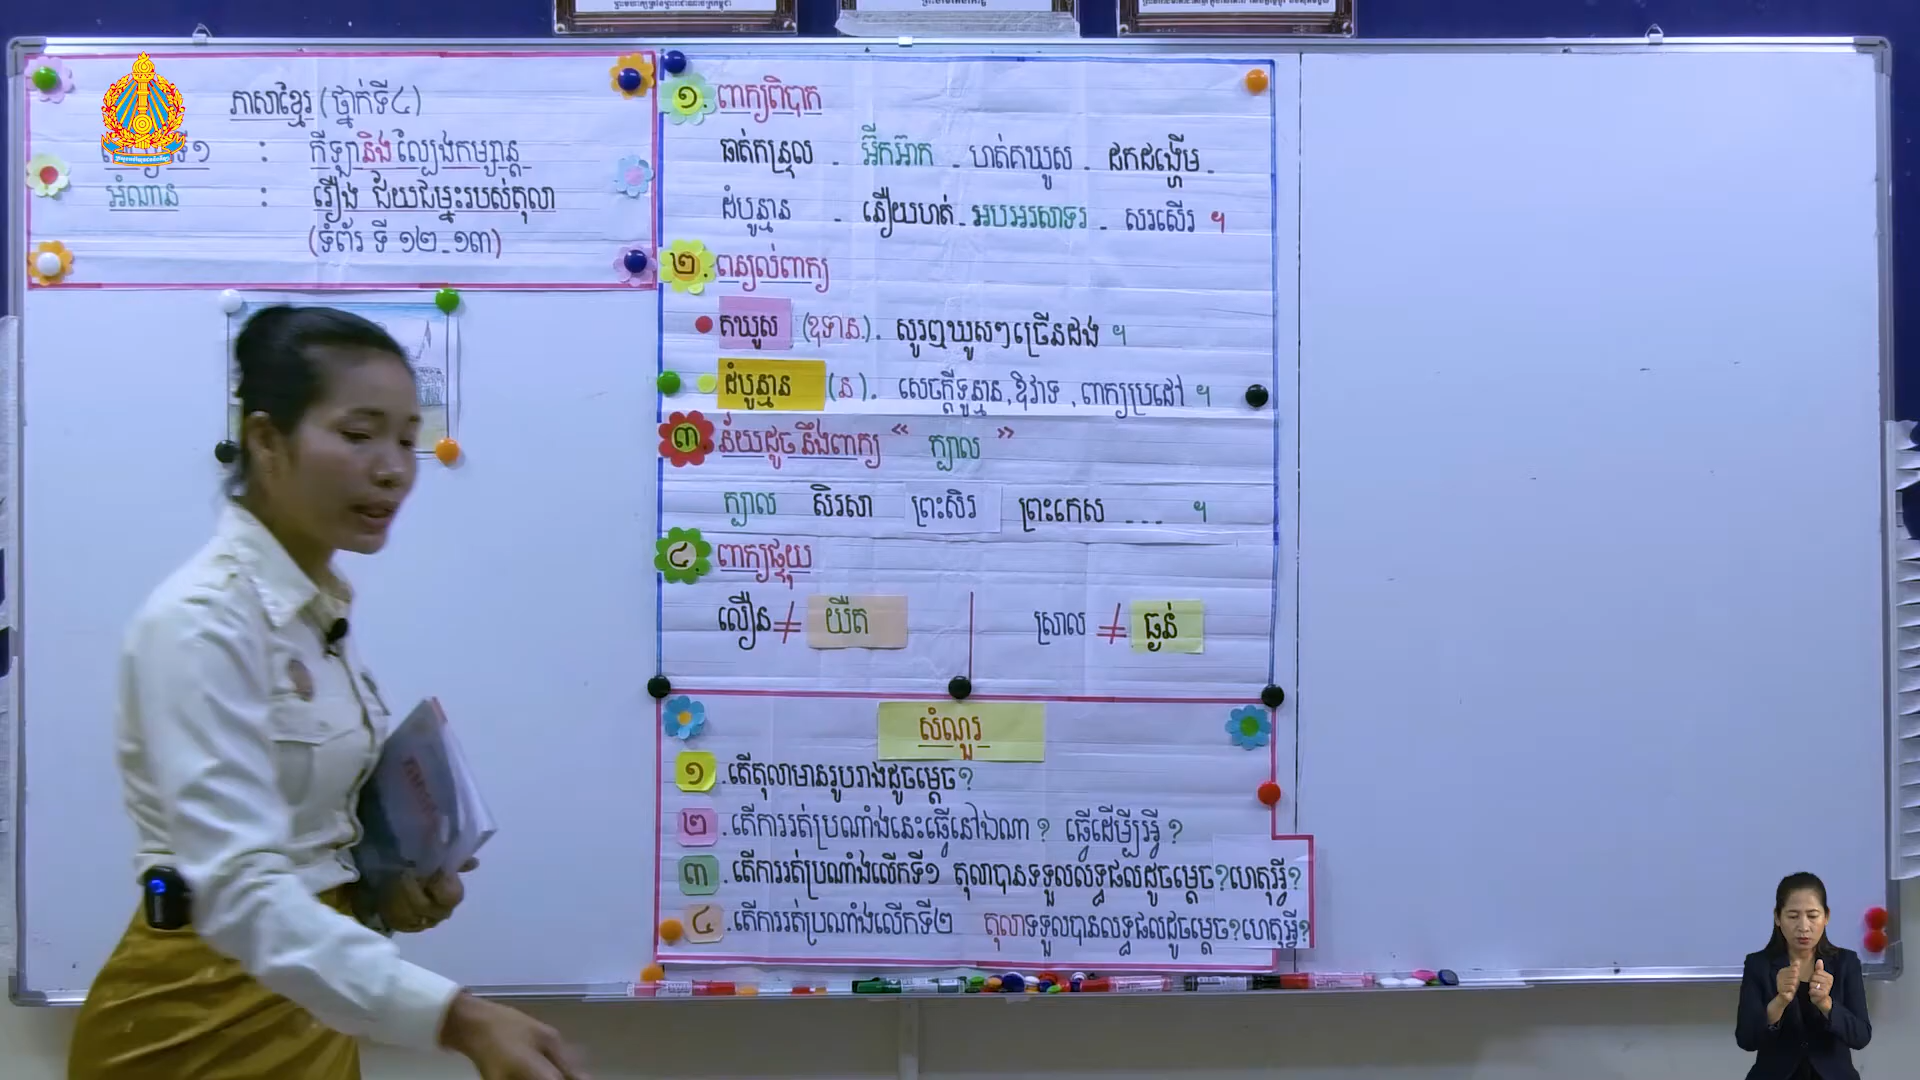 ភាសាខ្មែរ (ថ្នាក់ទី៤)
ទី១ : កីឡានិងល្បែងកម្សាន្ត
អំណាន : រឿង ជ័យជម្នះរបស់តុលា
(ទំព័រ ទី ១២-១៣)
១. ពាក្យពិបាក
ធាត់កន្ទ្រុល - អ៊ីកអ៊ាក - ហត់គឃូស - ដកដង្ហើម -
ដំបូន្មាន - នឿយហត់ - អបអរសាទរ - សរសើរ ។
២. ពន្យល់ពាក្យ
គឃូស (ឧទាន.). សូរឮឃូសៗច្រើនដង ។
ដំបូន្មាន (ន). សេចក្ដីទូន្មាន, ឱវាទ, ពាក្យប្រដៅ ។
៣. ន័យដូចនឹងពាក្យ “ ក្បាល ”
ក្បាល សិរសា ព្រះសិរ ព្រះកេស ... ។
៤. ពាក្យផ្ទុយ
លឿន ≠ យឺត ស្រាល ≠ ធ្ងន់
សំណួរ
១. តើតុលាមានរូបរាងដូចម្ដេច?
២. តើការរត់ប្រណាំងនេះធ្វើនៅឯណា? ធ្វើដើម្បីអ្វី?
៣. តើការរត់ប្រណាំងលើកទី១ តុលាបានទទួលលទ្ធផលដូចម្ដេច?ហេតុអ្វី?
៤. តើការរត់ប្រណាំងលើកទី២ តុលាទទួលបានលទ្ធផលដូចម្ដេច?ហេតុអ្វី?